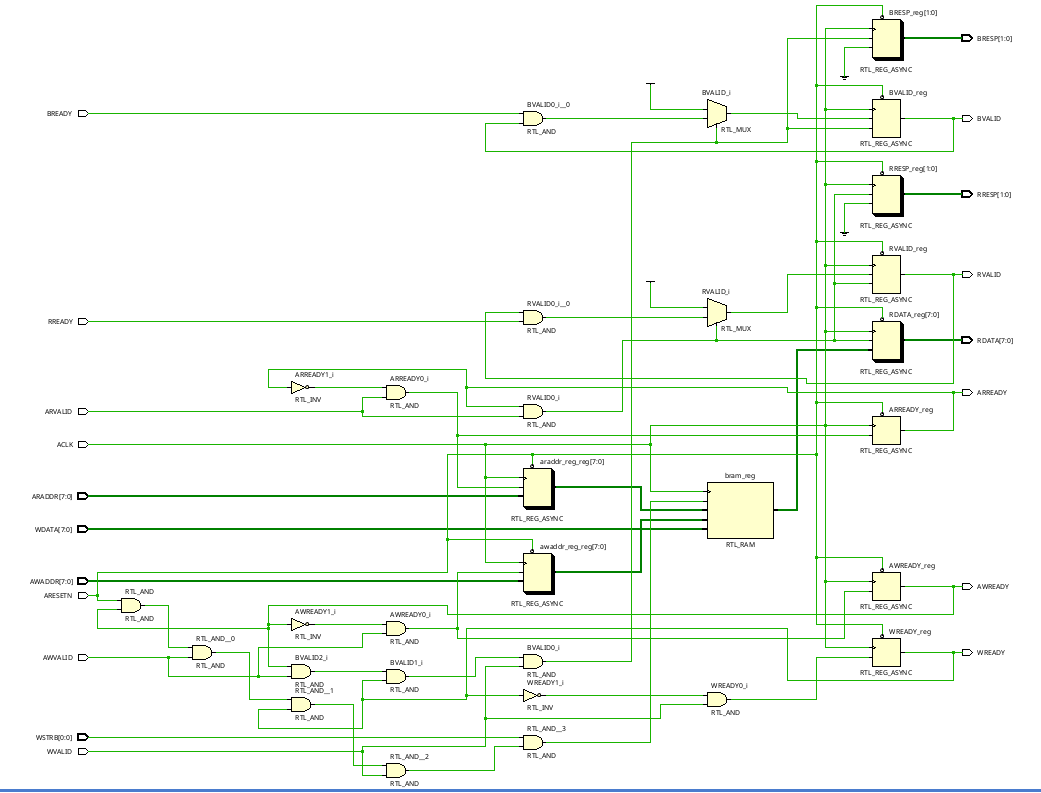 BRESP_reg[1:0]
BRESP[1:0]
RTL_REG_ASYNC
BVALID_i
BVALID_reg
BVALID0_i__0
BREADY
BVALID
RTL_MUX
RTL_AND
RTL_REG_ASYNC
RRESP_reg[1:0]
RRESP[1:0]
RTL_REG_ASYNC
RVALID_reg
RVALID
RVALID_i
RTL_REG_ASYNC
RVALID0_i__0
RDATA_reg[7:0]
RREADY
RTL_MUX
RTL_AND
RDATA[7:0]
RTL_REG_ASYNC
ARREADY1_i
ARREADY0_i
ARREADY
RTL_INV
RVALID0_i
RTL_AND
ARREADY_reg
ARVALID
RTL_AND
ACLK
RTL_REG_ASYNC
araddr_reg_reg[7:0]
bram_reg
ARADDR[7:0]
RTL_REG_ASYNC
WDATA[7:0]
RTL_RAM
awaddr_reg_reg[7:0]
AWREADY_reg
AWADDR[7:0]
AWREADY
RTL_AND
ARESETN
RTL_REG_ASYNC
RTL_REG_ASYNC
AWREADY1_i
AWREADY0_i
RTL_AND
WREADY_reg
RTL_INV
RTL_AND__0
RTL_AND
BVALID0_i
WREADY
AWVALID
BVALID2_i
BVALID1_i
RTL_AND
RTL_REG_ASYNC
RTL_AND
RTL_AND
WREADY1_i
WREADY0_i
RTL_AND__1
RTL_AND
RTL_INV
RTL_AND
RTL_AND
RTL_AND__3
WSTRB[0:0]
WVALID
RTL_AND__2
RTL_AND
RTL_AND